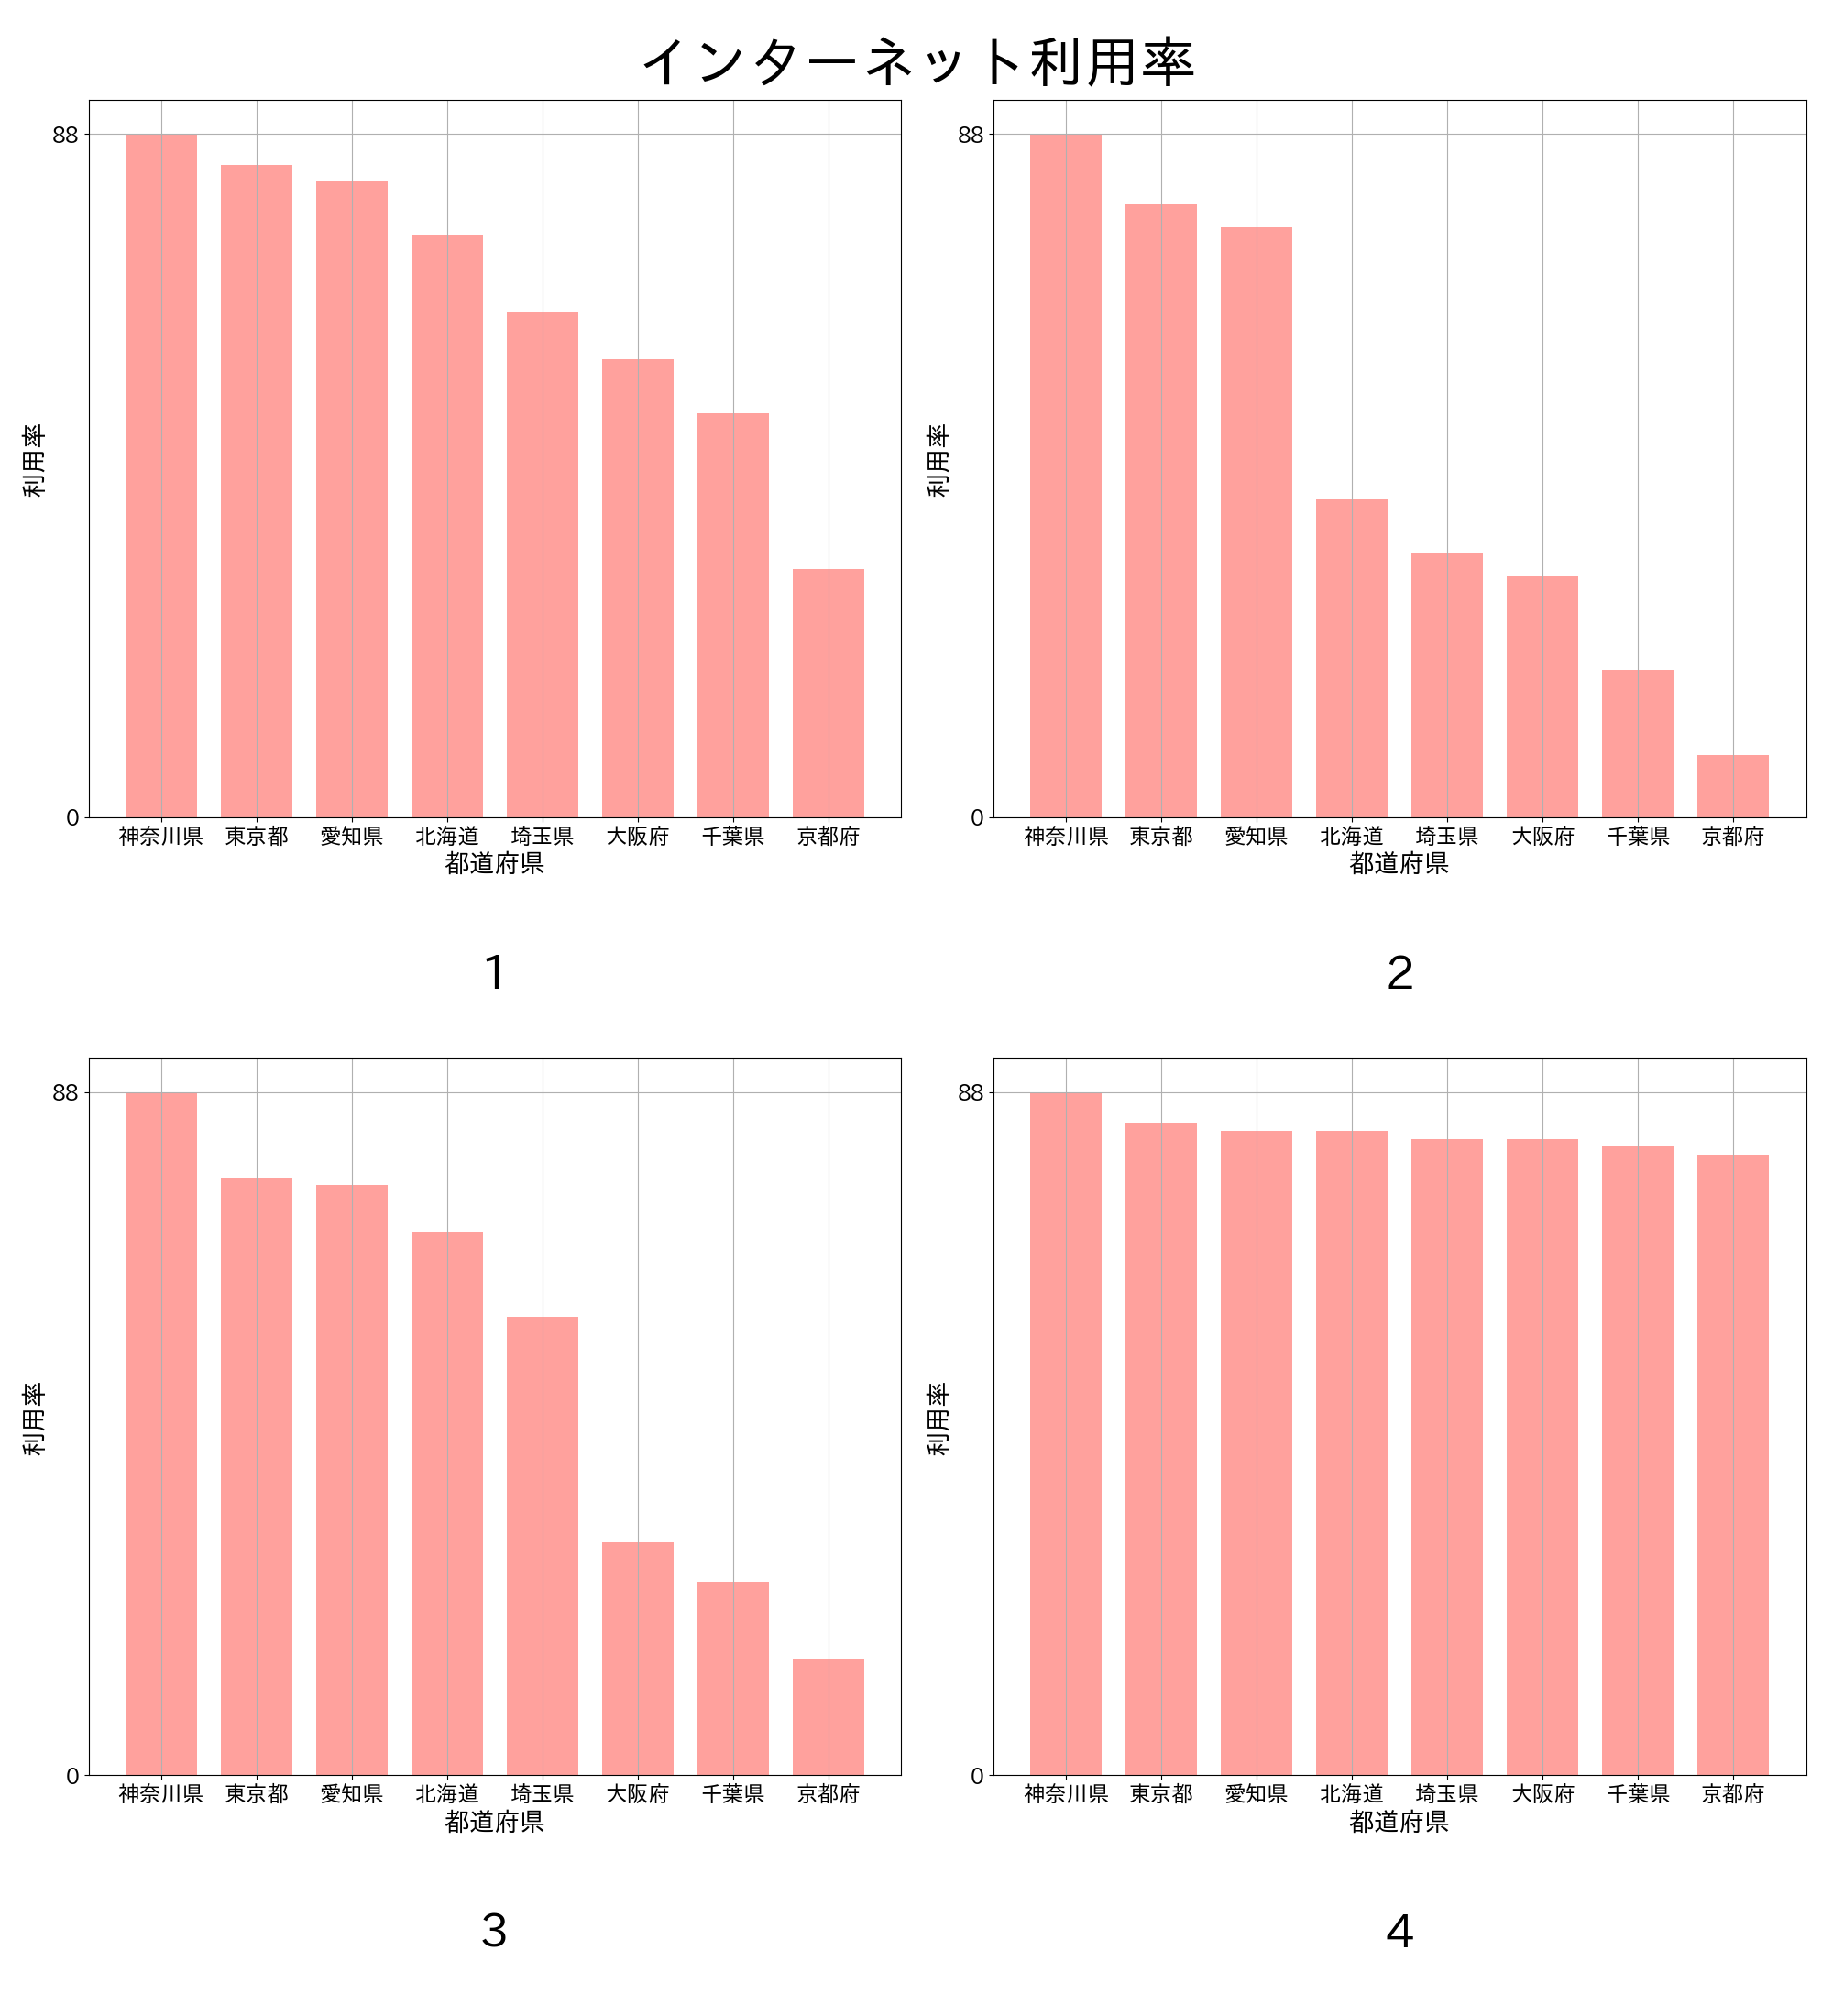 インターネット利用率
88
0
利用率
神奈川県 東京都 愛知県 北海道 埼玉県 大阪府 千葉県 京都府
都道府県
1
88
0
利用率
神奈川県 東京都 愛知県 北海道 埼玉県 大阪府 千葉県 京都府
都道府県
2
88
0
利用率
神奈川県 東京都 愛知県 北海道 埼玉県 大阪府 千葉県 京都府
都道府県
3
88
0
利用率
神奈川県 東京都 愛知県 北海道 埼玉県 大阪府 千葉県 京都府
都道府県
4